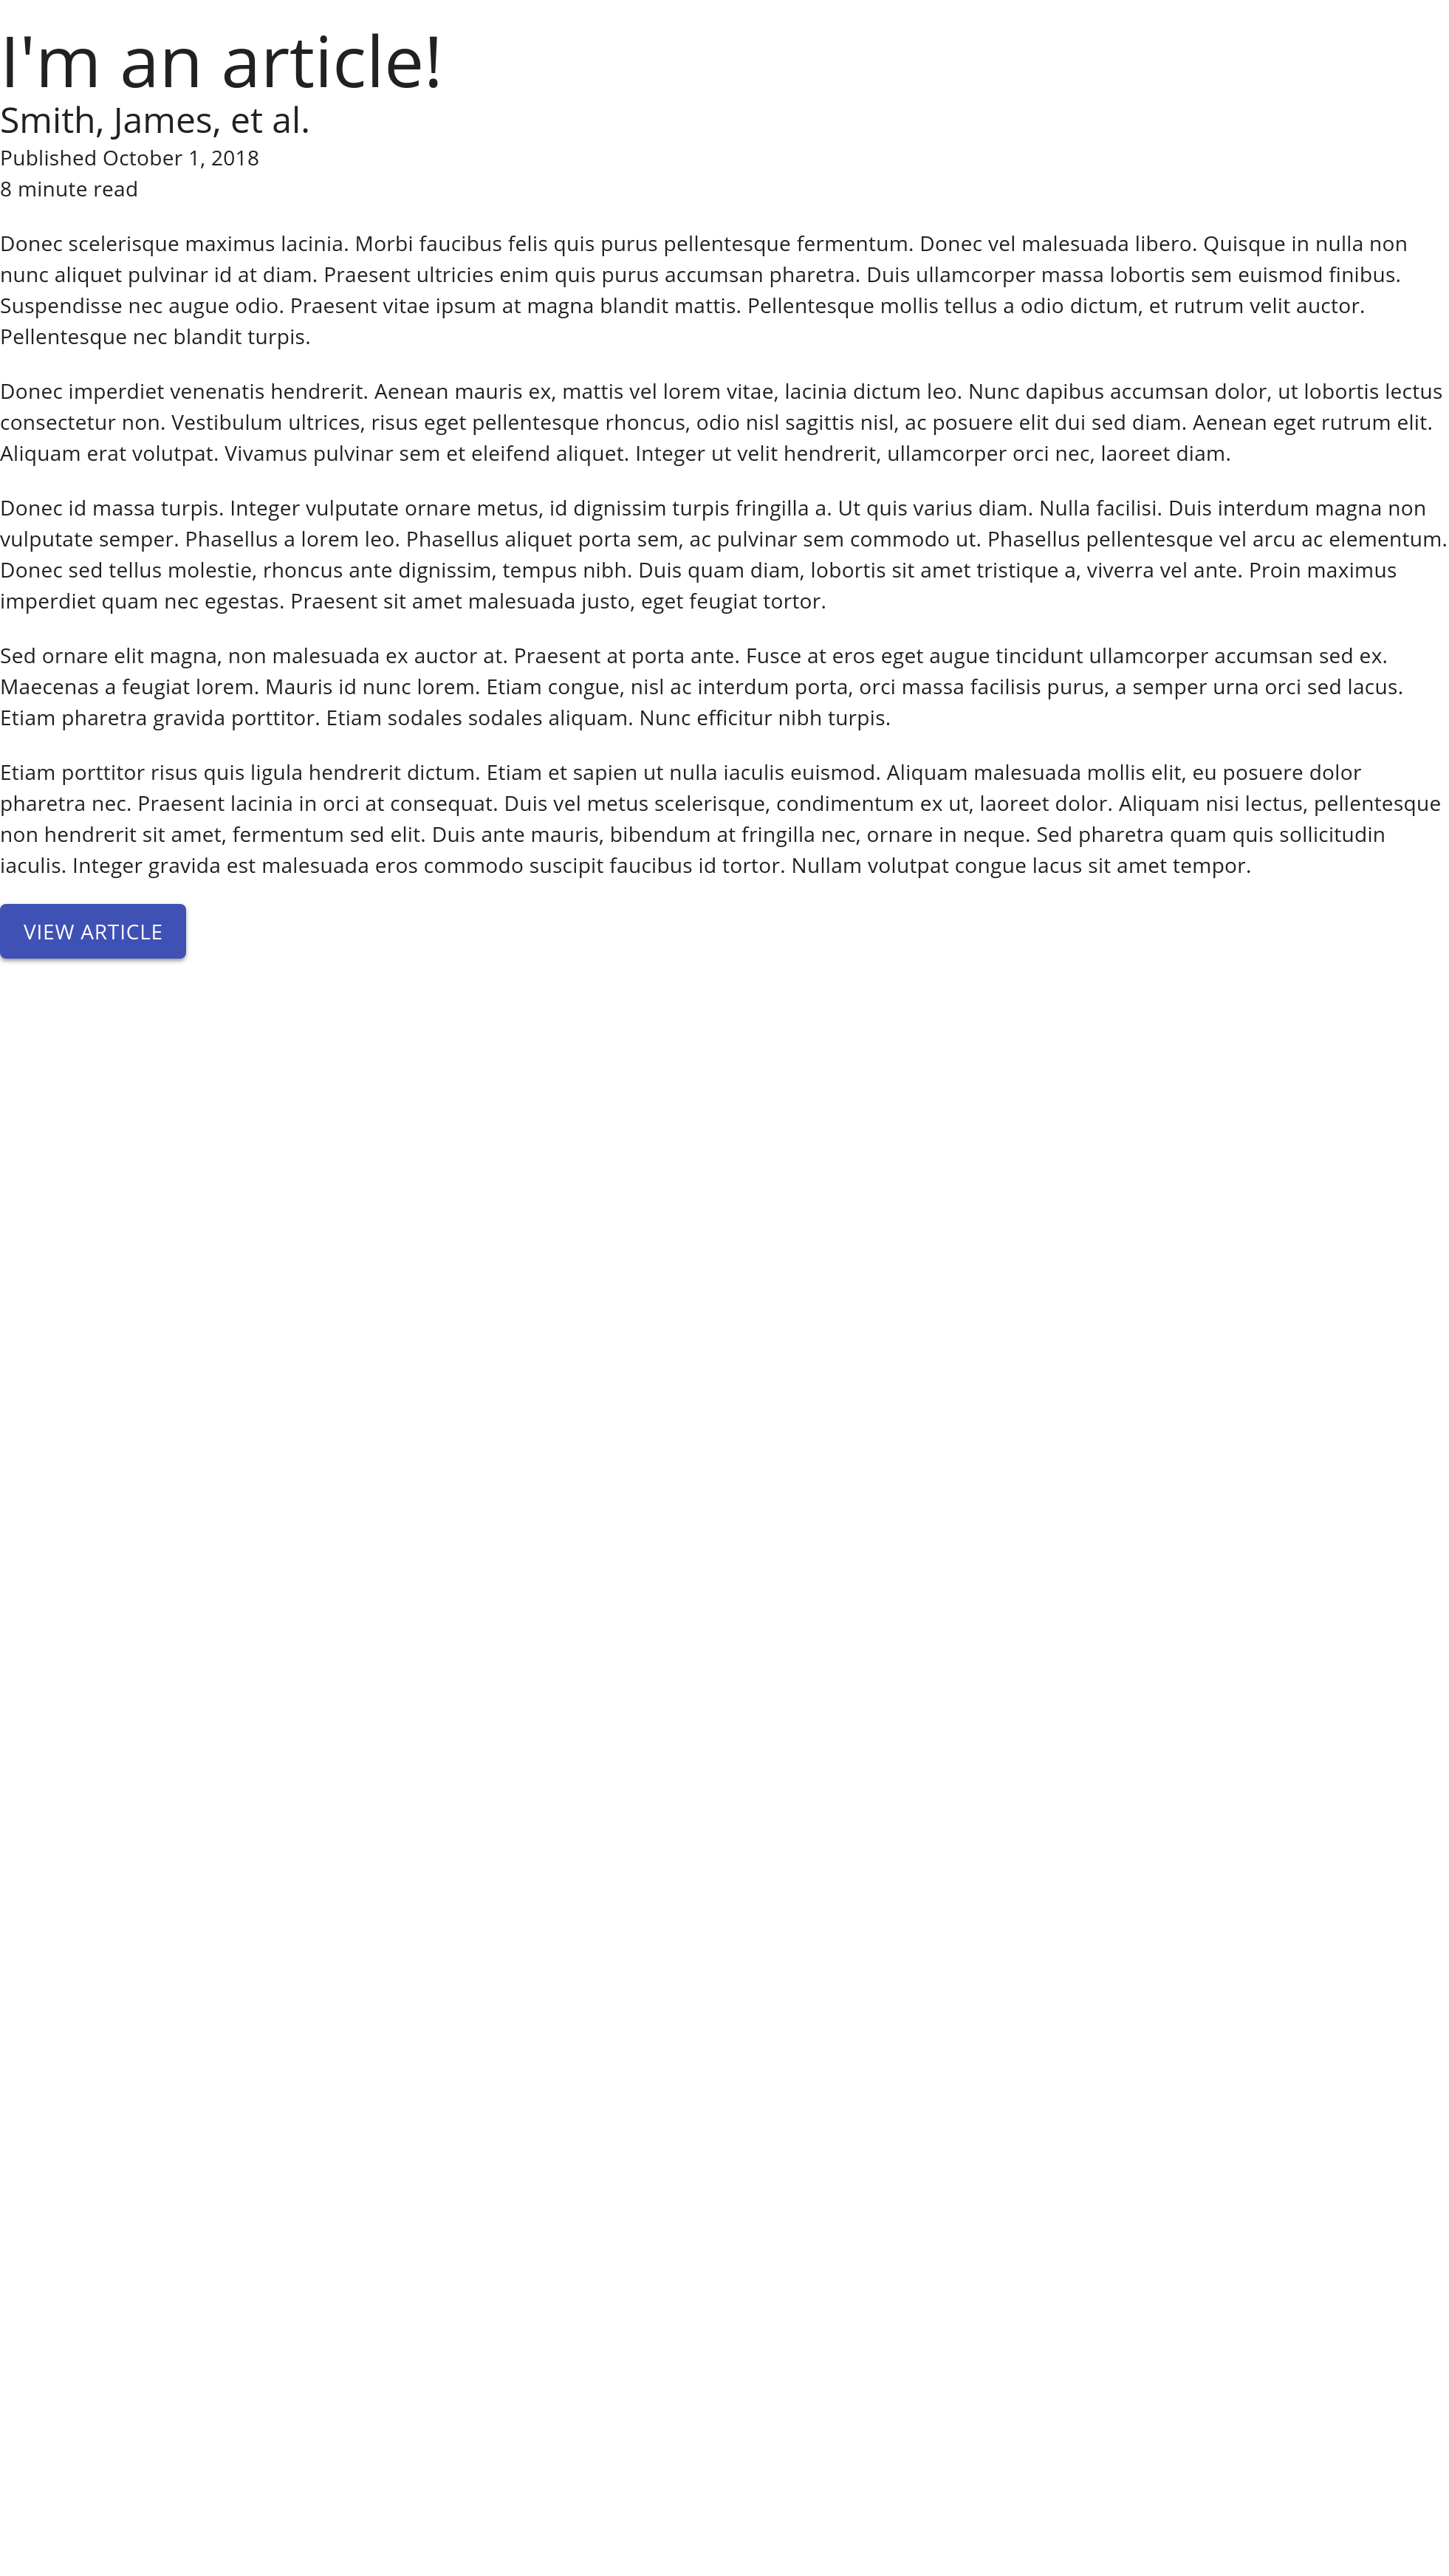 I'm an article!
Smith, James, et al.
Published October 1, 2018
8 minute read
Donec scelerisque maximus lacinia. Morbi faucibus felis quis purus pellentesque fermentum. Donec vel malesuada libero. Quisque in nulla non
nunc aliquet pulvinar id at diam. Praesent ultricies enim quis purus accumsan pharetra. Duis ullamcorper massa lobortis sem euismod finibus.
Suspendisse nec augue odio. Praesent vitae ipsum at magna blandit mattis. Pellentesque mollis tellus a odio dictum, et rutrum velit auctor.
Pellentesque nec blandit turpis.
Donec imperdiet venenatis hendrerit. Aenean mauris ex, mattis vel lorem vitae, lacinia dictum leo. Nunc dapibus accumsan dolor, ut lobortis lectus
consectetur non. Vestibulum ultrices, risus eget pellentesque rhoncus, odio nisl sagittis nisl, ac posuere elit dui sed diam. Aenean eget rutrum elit.
Aliquam erat volutpat. Vivamus pulvinar sem et eleifend aliquet. Integer ut velit hendrerit, ullamcorper orci nec, laoreet diam.
Donec id massa turpis. Integer vulputate ornare metus, id dignissim turpis fringilla a. Ut quis varius diam. Nulla facilisi. Duis interdum magna non
vulputate semper. Phasellus a lorem leo. Phasellus aliquet porta sem, ac pulvinar sem commodo ut. Phasellus pellentesque vel arcu ac elementum.
Donec sed tellus molestie, rhoncus ante dignissim, tempus nibh. Duis quam diam, lobortis sit amet tristique a, viverra vel ante. Proin maximus
imperdiet quam nec egestas. Praesent sit amet malesuada justo, eget feugiat tortor.
Sed ornare elit magna, non malesuada ex auctor at. Praesent at porta ante. Fusce at eros eget augue tincidunt ullamcorper accumsan sed ex.
Maecenas a feugiat lorem. Mauris id nunc lorem. Etiam congue, nisl ac interdum porta, orci massa facilisis purus, a semper urna orci sed lacus.
Etiam pharetra gravida porttitor. Etiam sodales sodales aliquam. Nunc efficitur nibh turpis.
Etiam porttitor risus quis ligula hendrerit dictum. Etiam et sapien ut nulla iaculis euismod. Aliquam malesuada mollis elit, eu posuere dolor
pharetra nec. Praesent lacinia in orci at consequat. Duis vel metus scelerisque, condimentum ex ut, laoreet dolor. Aliquam nisi lectus, pellentesque
non hendrerit sit amet, fermentum sed elit. Duis ante mauris, bibendum at fringilla nec, ornare in neque. Sed pharetra quam quis sollicitudin
iaculis. Integer gravida est malesuada eros commodo suscipit faucibus id tortor. Nullam volutpat congue lacus sit amet tempor.
VIEW ARTICLE